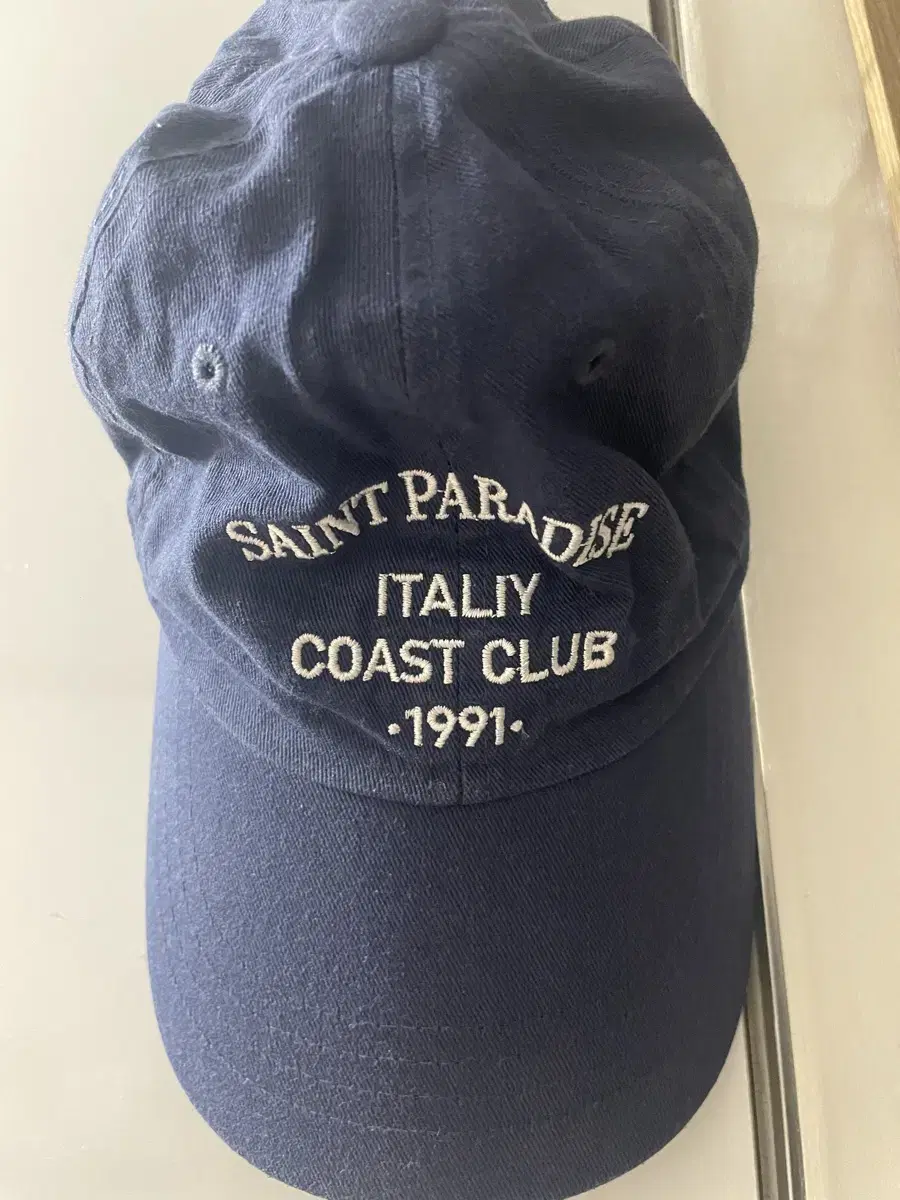 SAINT PARADISE
ITALIY
COAST CLUB
·1991·